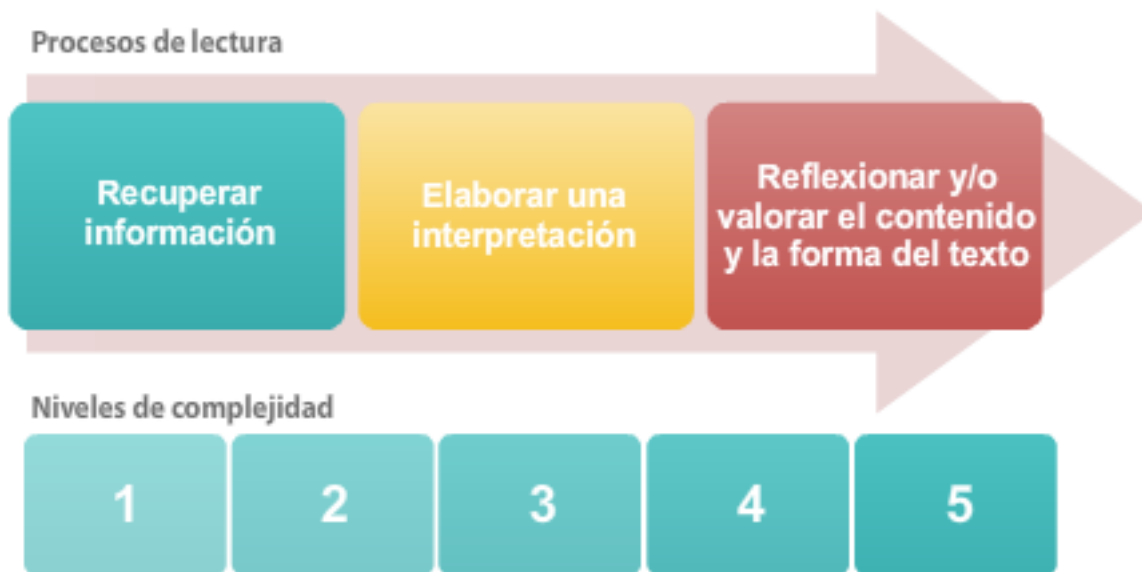 Procesos de lectura
Recuperar
información
Elaborar una
interpretación
Reflexionar y/o
valorar el contenido
y la forma del texto
Niveles de complejidad
1
2
3
4
5